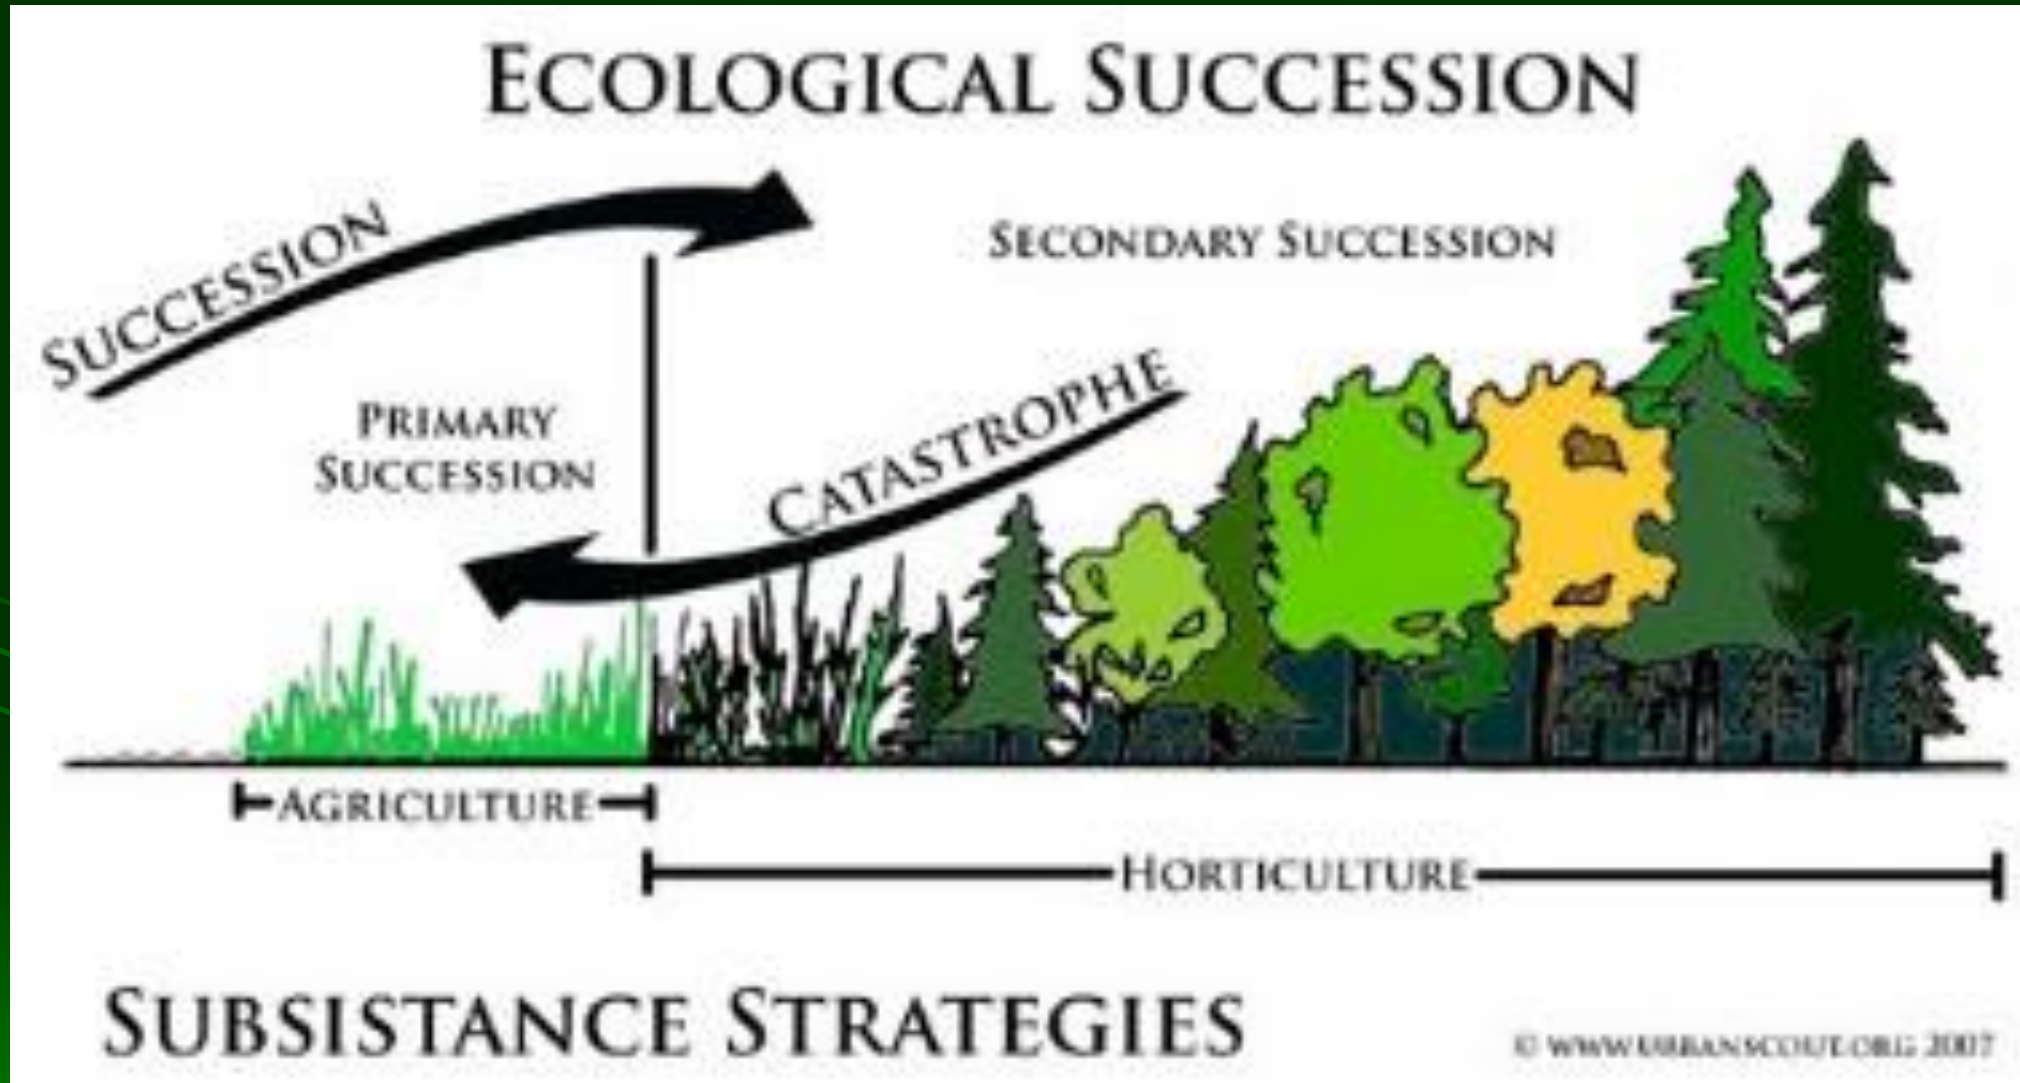 ECOLOGICAL SUCCESSION
SUCCESSION
SECONDARY SUCCESSION
PRIMARY
SUCCESSION
CATASTROPHE
AGRICULTURE
HORTICULTURE
SUBSISTANCE STRATEGIES
© WWW.URBANSCOUT.ORG 2007